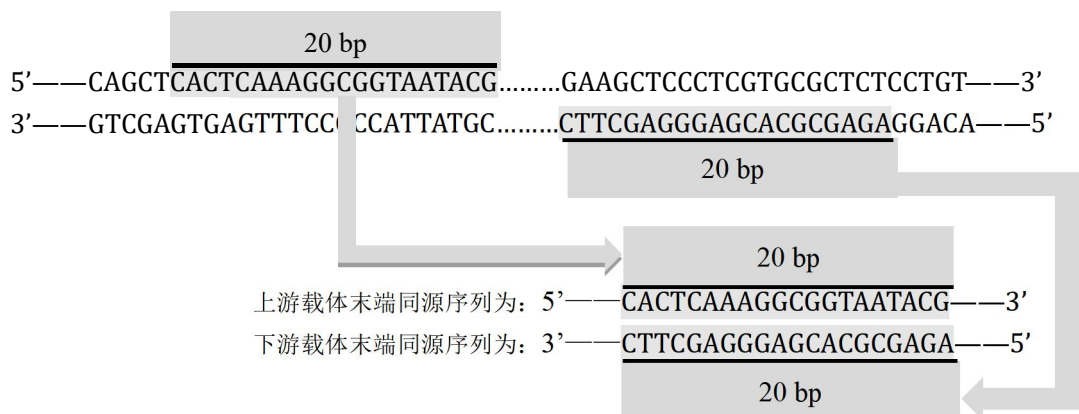 20 bp
5’——CAGCTCACTCAAAGGCGGTAATACG………GAAGCTCCCTCGTGCGCTCTCCTGT——3’
3’——GTCGAGTGAGTTTCC CCATTATGC………CTTCGAGGGAGCACGCGAGAGGACA——5’
20 bp
20 bp
上游载体末端同源序列为：5’——CACTCAAAGGCGGTAATACG——3’
下游载体末端同源序列为：3’——CTTCGAGGGAGCACGCGAGA——5’
20 bp